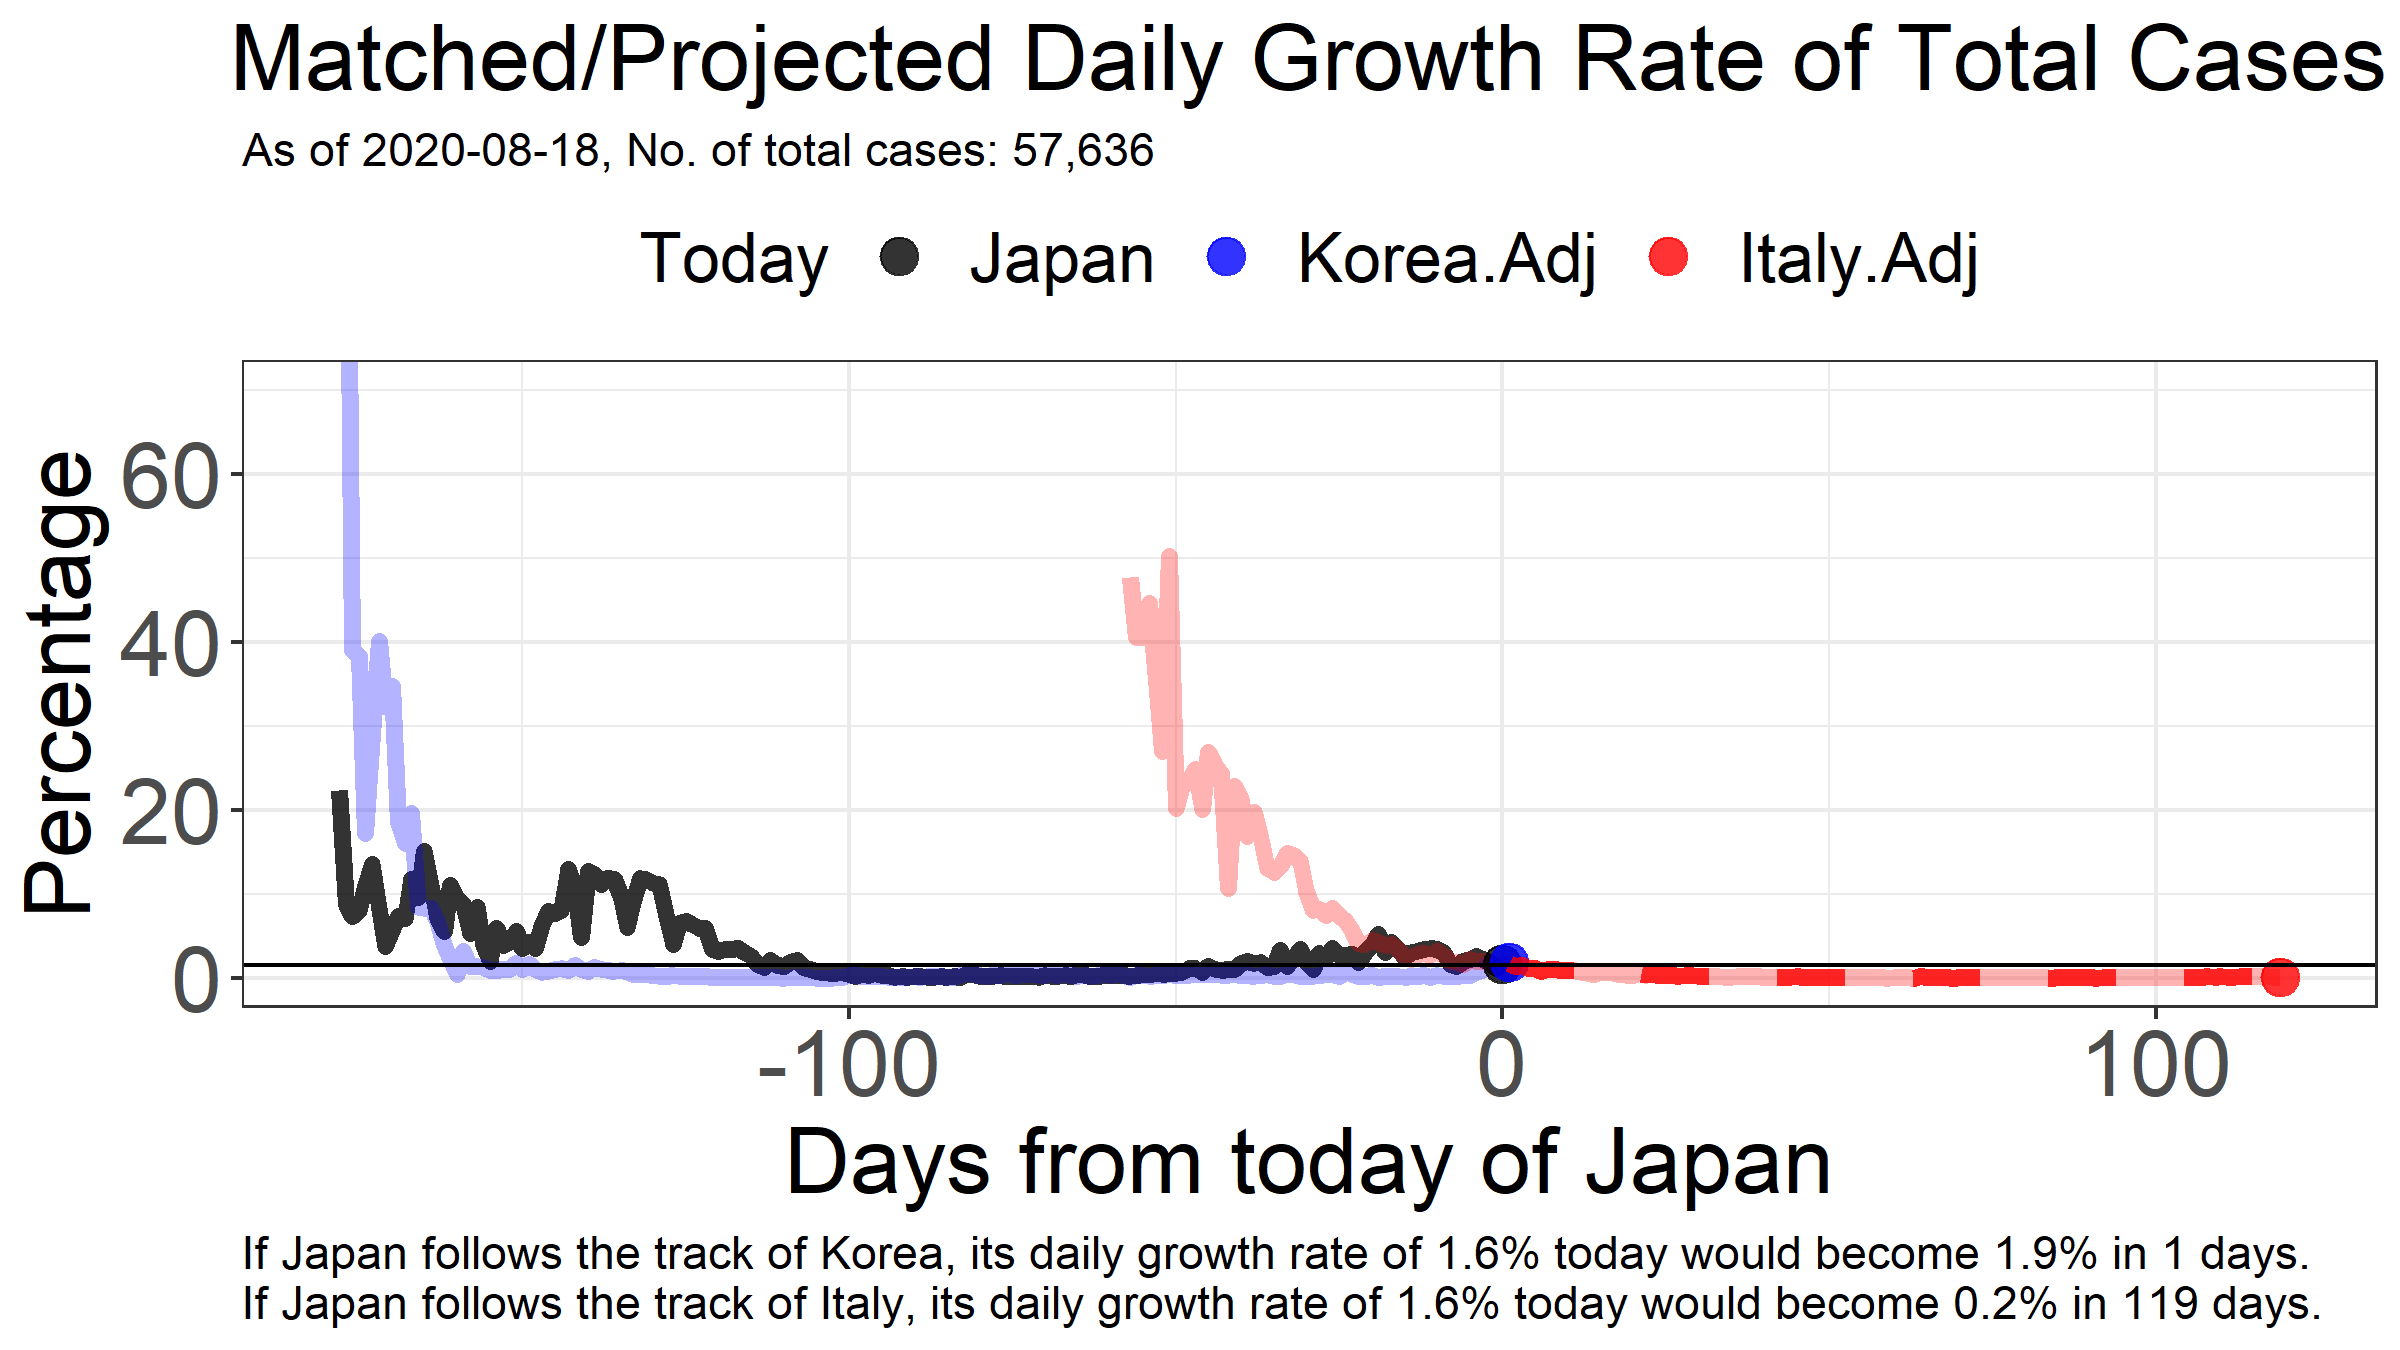 Matched/Projected Daily Growth Rate of Total Cases
As of 2020-08-18, No. of total cases: 57,636
Today Japan Korea.Adj Italy.Adj
Percentage
60
40
20
0
-100 0 100
Days from today of Japan
If Japan follows the track of Korea, its daily growth rate of 1.6% today would become 1.9% in 1 days.
If Japan follows the track of Italy, its daily growth rate of 1.6% today would become 0.2% in 119 days.